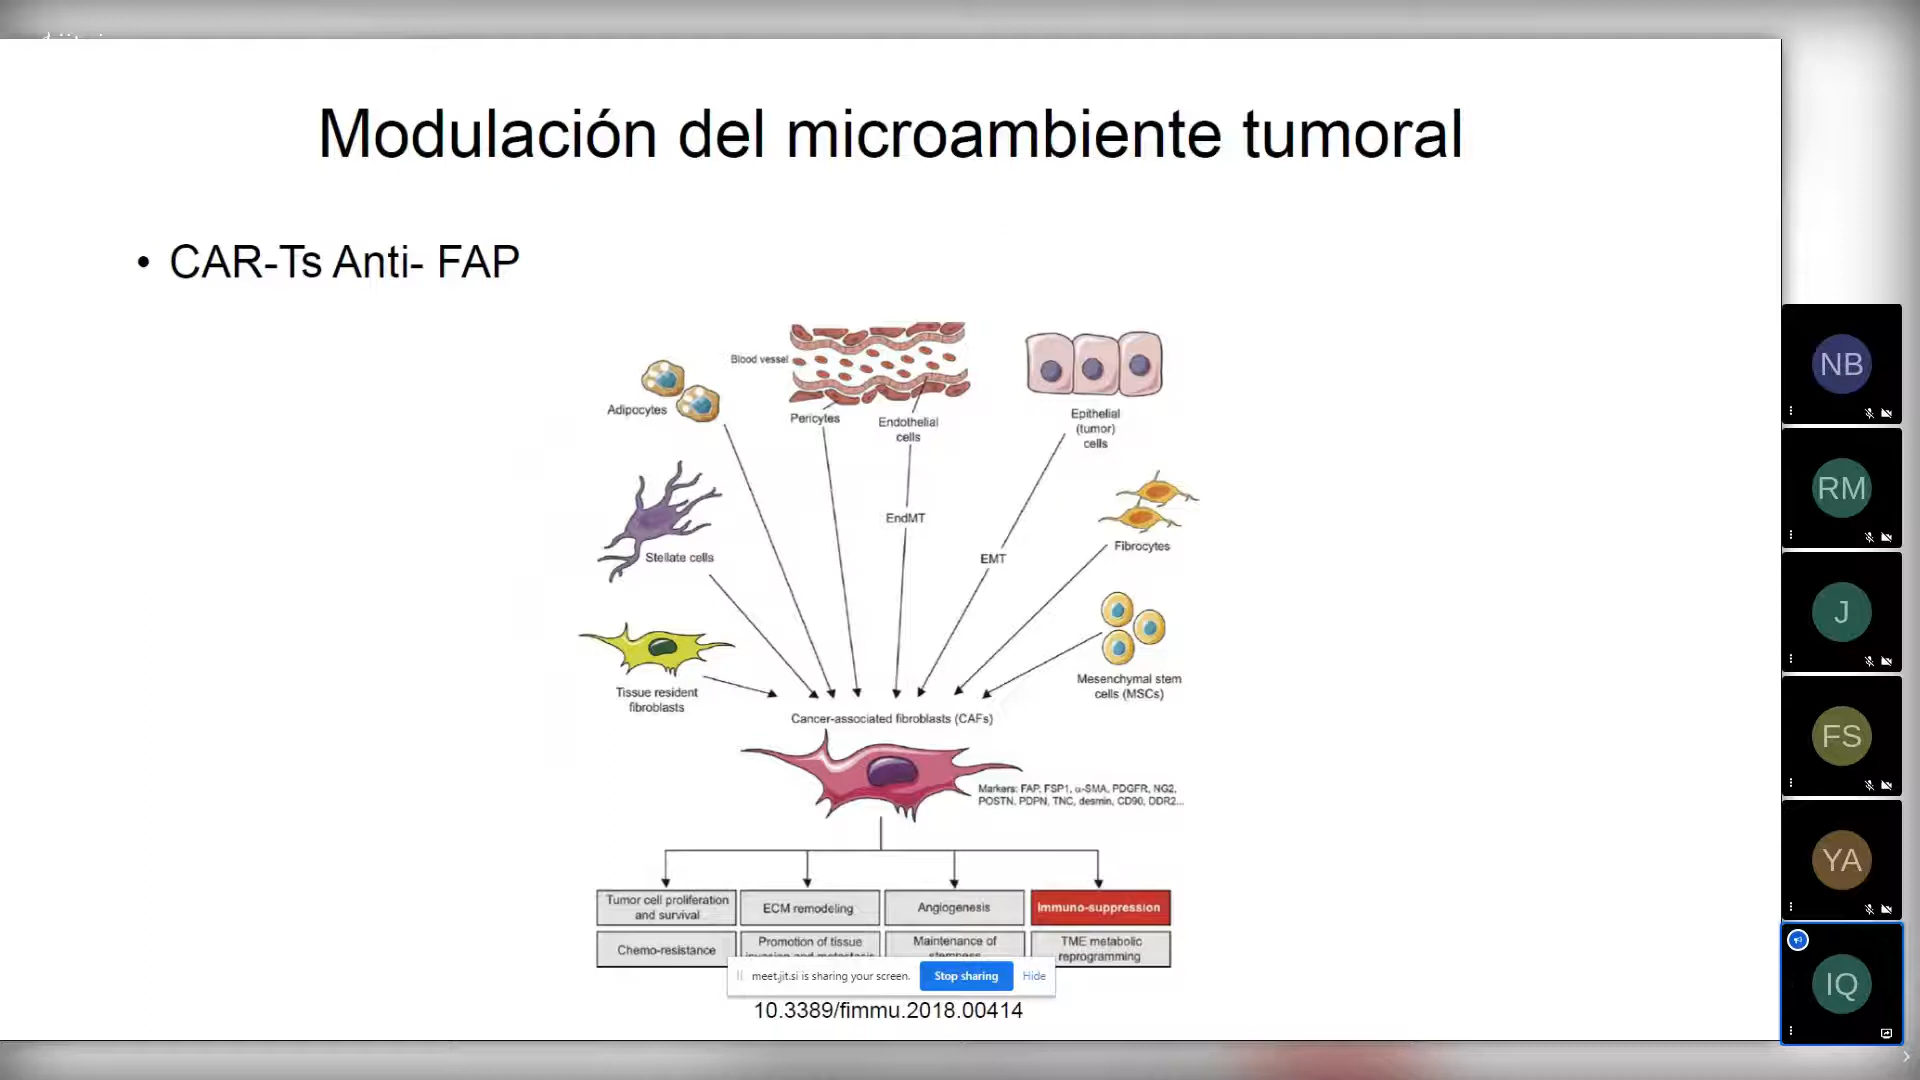 Modulación del microambiente tumoral
• CAR-Ts Anti- FAP
Blood vessel
Adipocytes
Pericytes
Endothelial
cells
Epithelial
(tumor)
cells
EndMT
Stellate cells
EMT
Fibrocytes
Tissue resident
fibroblasts
Mesenchymal stem
cells (MSCs)
Cancer-associated fibroblasts (CAFs)
Markers: FAP, FSP1, α-SMA, PDGFR, NG2,
POSTN, PDPN, TNC, desmin, CD90, DDR2...
Tumor cell proliferation
and survival
ECM remodeling
Angiogenesis
Immuno-suppression
Chemo-resistance
Promotion of tissue
invasion and metastasis
Maintenance of
stemness
TME metabolic
reprogramming
meet.jit.si is sharing your screen.
Stop sharing
Hide
10.3389/fimmu.2018.00414
NB
RM
J
FS
YA
IQ